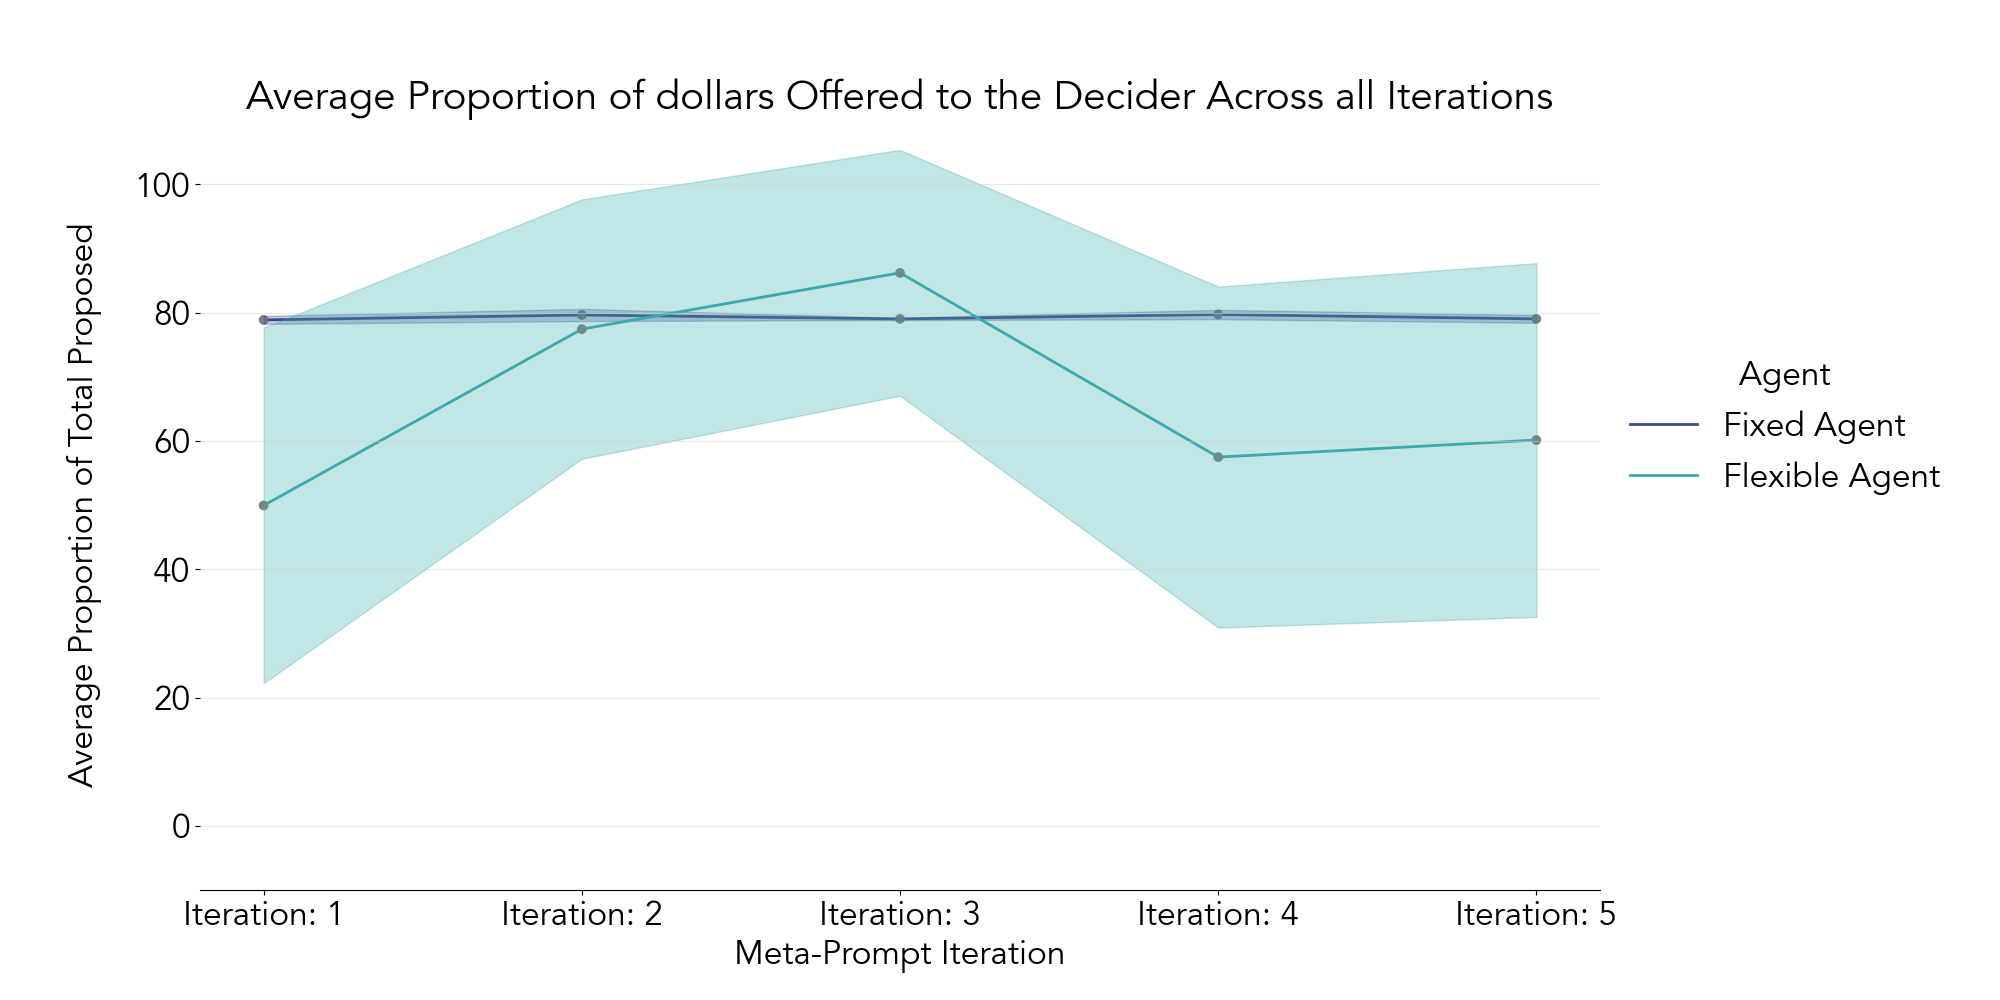 Average Proportion of dollars Offered to the Decider Across all Iterations
Average Proportion of Total Proposed
100
80
60
40
20
0
Iteration: 1
Iteration: 2
Iteration: 3
Iteration: 4
Iteration: 5
Meta-Prompt Iteration
Agent
Fixed Agent
Flexible Agent